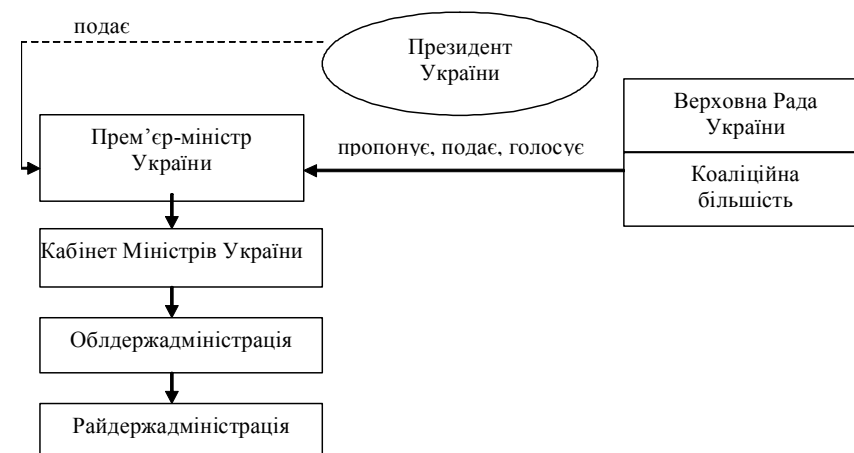 подає
Президент
України
Верховна Рада
України
Прем’єр-міністр
України
пропонує, подає, голосує
Коаліційна
більшість
Кабінет Міністрів України
Облдержадміністрація
Райдержадміністрація